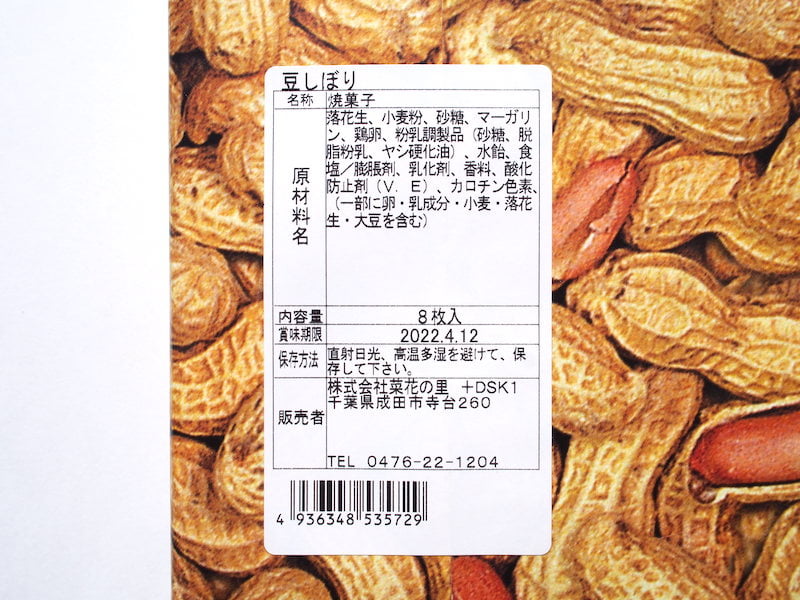 豆しぼり
名称 焼菓子
原材料名
落花生、小麦粉、砂糖、マーガリ
ン、鶏卵、粉乳調製品（砂糖、脱
脂粉乳、ヤシ硬化油）、水飴、食
塩／膨脹剤、乳化剤、香料、酸化
防止剤（V．E）、カロチン色素、
（一部に卵・乳成分・小麦・落花
生・大豆を含む）
内容量 8枚入
賞味期限 2022.4.12
保存方法 直射日光、高温多湿を避けて、保
存して下さい。
販売者
株式会社菜花の里 +DSK1
千葉県成田市寺台260
TEL 0476-22-1204
4 936348 535729